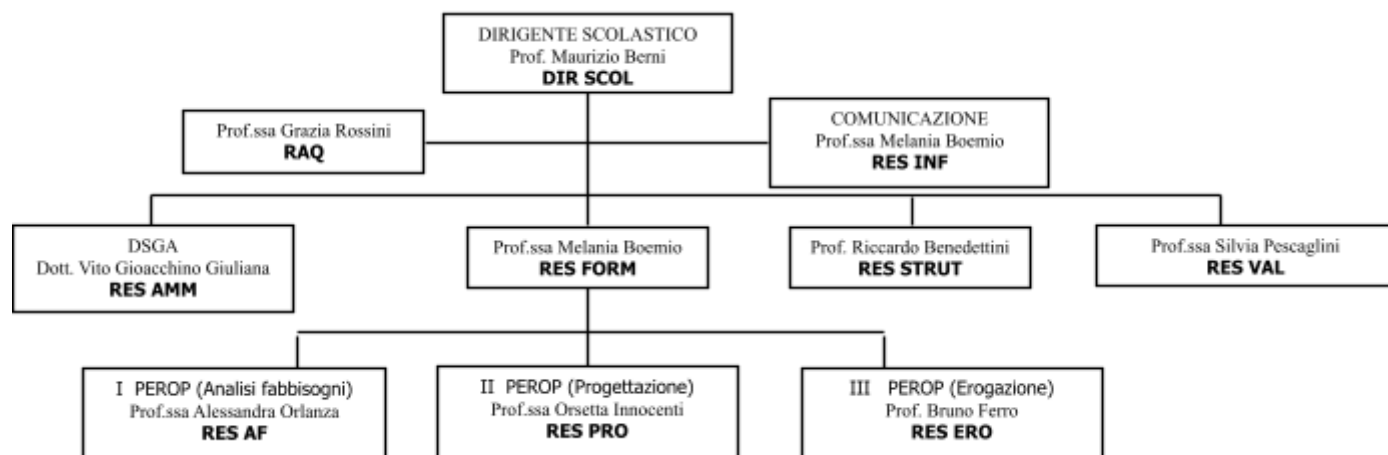 DIRIGENTE SCOLASTICO
Prof. Maurizio Berni
DIR SCOL
Prof.ssa Grazia Rossini
RAQ
COMUNICAZIONE
Prof.ssa Melania Boemio
RES INF
DSGA
Dott. Vito Gioacchino Giuliana
RES AMM
Prof.ssa Melania Boemio
RES FORM
Prof. Riccardo Benedettini
RES STRUT
Prof.ssa Silvia Pescaglini
RES VAL
I PEROP (Analisi fabbisogni)
Prof.ssa Alessandra Orlanza
RES AF
II PEROP (Progettazione)
Prof.ssa Orsetta Innocenti
RES PRO
III PEROP (Erogazione)
Prof. Bruno Ferro
RES ERO